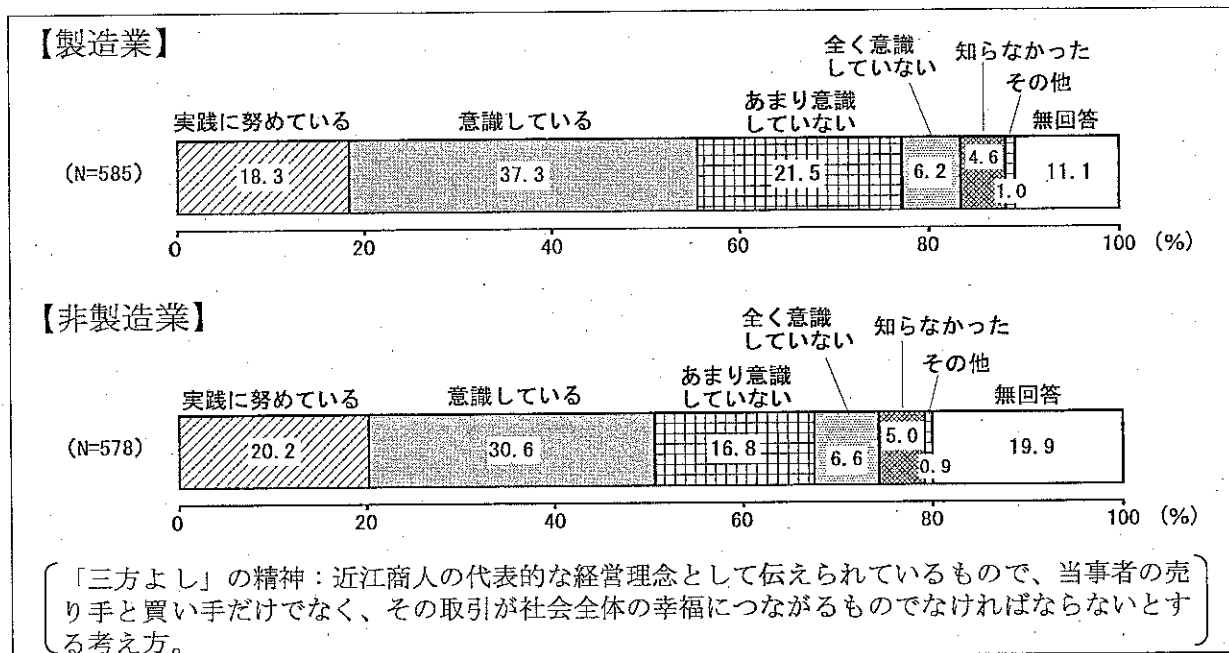 【製造業】
全く意識
していない
知らなかった
その他
実践に努めている 意識している あまり意識
していない
無回答
(N=585) 18.3 37.3 21.5 6.2 4.6 1.0 11.1
0 20 40 60 80 100 (%)
【非製造業】
全く意識
していない
知らなかった
その他
実践に努めている 意識している あまり意識
していない
無回答
(N=578) 20.2 30.6 16.8 6.6 5.0 0.9 19.9
0 20 40 60 80 100 (%)
「三方よし」の精神：近江商人の代表的な経営理念として伝えられているもので、当事者の売
り手と買い手だけでなく、その取引が社会全体の幸福につながるものでなければならないとす
る考え方。